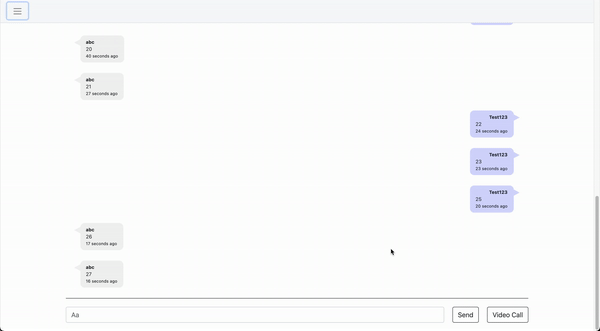 abc
20
40 seconds ago
abc
21
27 seconds ago
Test123
22
24 seconds ago
Test123
23
23 seconds ago
Test123
25
20 seconds ago
abc
26
17 seconds ago
abc
27
16 seconds ago
Aa
Send
Video Call